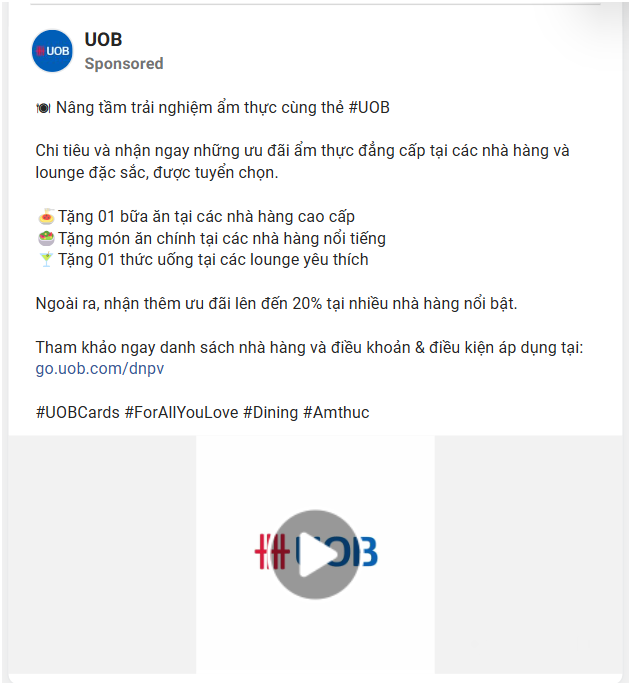 UOB
UOB
Sponsored
🍽 Nâng tầm trải nghiệm ẩm thực cùng thẻ #UOB
Chi tiêu và nhận ngay những ưu đãi ẩm thực đẳng cấp tại các nhà hàng và
lounge đặc sắc, được tuyển chọn.
🍝Tặng 01 bữa ăn tại các nhà hàng cao cấp
🥗Tặng món ăn chính tại các nhà hàng nổi tiếng
🍸Tặng 01 thức uống tại các lounge yêu thích
Ngoài ra, nhận thêm ưu đãi lên đến 20% tại nhiều nhà hàng nổi bật.
Tham khảo ngay danh sách nhà hàng và điều khoản & điều kiện áp dụng tại:
go.uob.com/dnpv
#UOBCards #ForAllYouLove #Dining #Amthuc
UOB